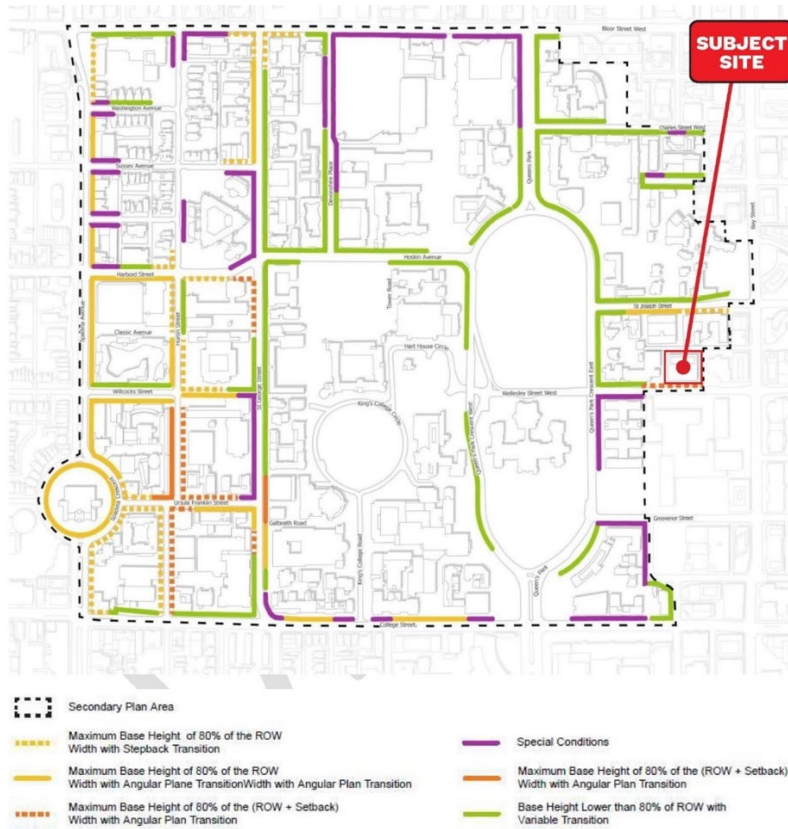 Bloor Street West
SUBJECT
SITE
Washington Avenue
Charles Street West
Sussex Avenue
Devonshire Place
Queen's Park
Bay Street
Hoskin Avenue
Harbord Street
Tower Road
St Joseph Street
Spadina Avenue
Classic Avenue
Huron Street
Hart House Circle
Willcocks Street
St George Street
King's College Circle
Wellesley Street West
Queen's Park Crescent East
Queen's Park Crescent West
Ursula Franklin Street
Galbraith Road
Grosvenor Street
King's College Road
Queen's Park
College Street
Secondary Plan Area
Maximum Base Height of 80% of the ROW
Width with Stepback Transition
Special Conditions
Maximum Base Height of 80% of the ROW
Width with Angular Plane TransitionWidth with Angular Plan Transition
Maximum Base Height of 80% of the (ROW + Setback)
Width with Angular Plan Transition
Maximum Base Height of 80% of the (ROW + Setback)
Width with Angular Plan Transition
Base Height Lower than 80% of ROW with
Variable Transition